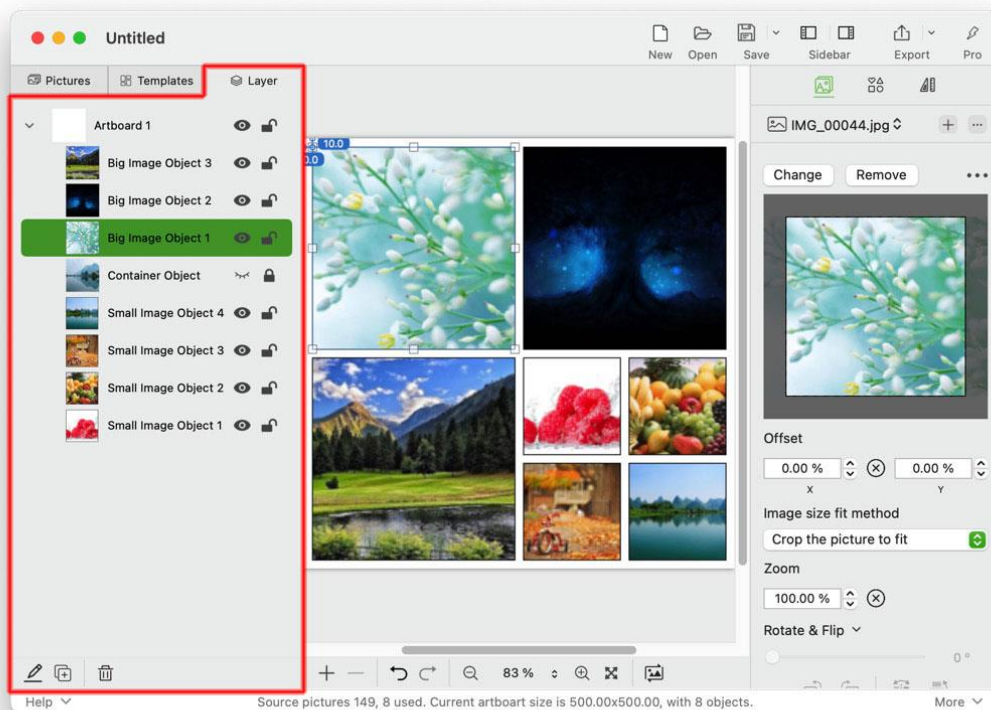 Untitled
New Open Save Sidebar Export Pro
Pictures Templates Layer
Artboard 1
Big Image Object 3
Big Image Object 2
Big Image Object 1
Container Object
Small Image Object 4
Small Image Object 3
Small Image Object 2
Small Image Object 1
10.0
0.0
83 %
IMG_00044.jpg
Change Remove
Offset
0.00 % 0.00 %
X Y
Image size fit method
Crop the picture to fit
Zoom
100.00 %
Rotate & Flip
0 °
Help Source pictures 149, 8 used. Current artboart size is 500.00x500.00, with 8 objects. More